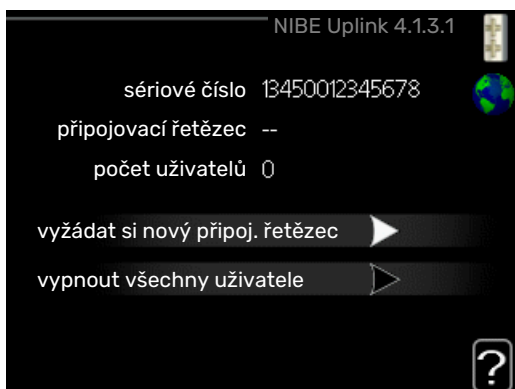 NIBE Uplink 4.1.3.1
sériové číslo 13450012345678
připojovací řetězec --
počet uživatelů 0
vyžádat si nový připoj. řetězec
vypnout všechny uživatele
?